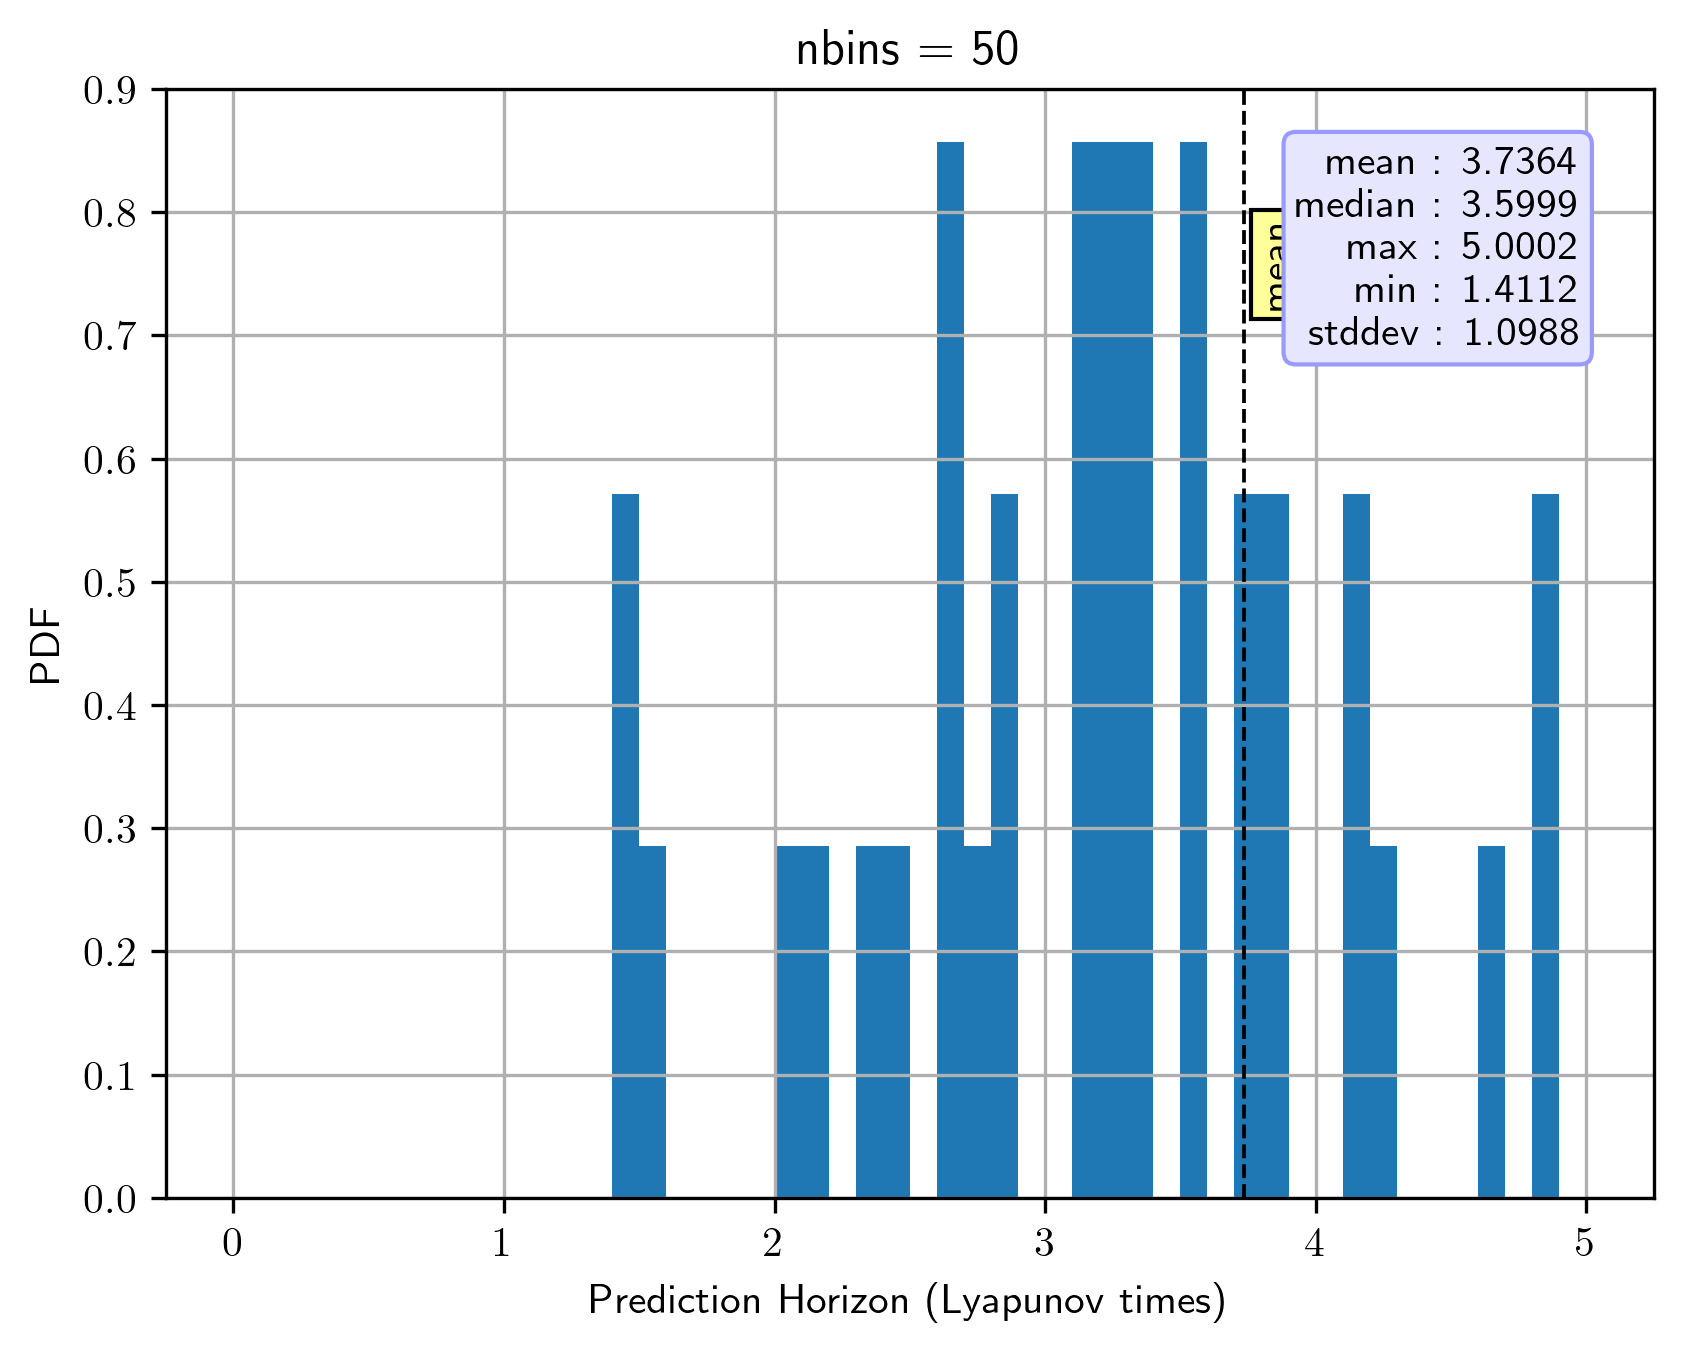 nbins = 50
0.9
0.8
0.7
0.6
0.5
0.4
0.3
0.2
0.1
0.0
PDF
mean
mean : 3.7364
median : 3.5999
max : 5.0002
min : 1.4112
stddev : 1.0988
0 1 2 3 4 5
Prediction Horizon (Lyapunov times)